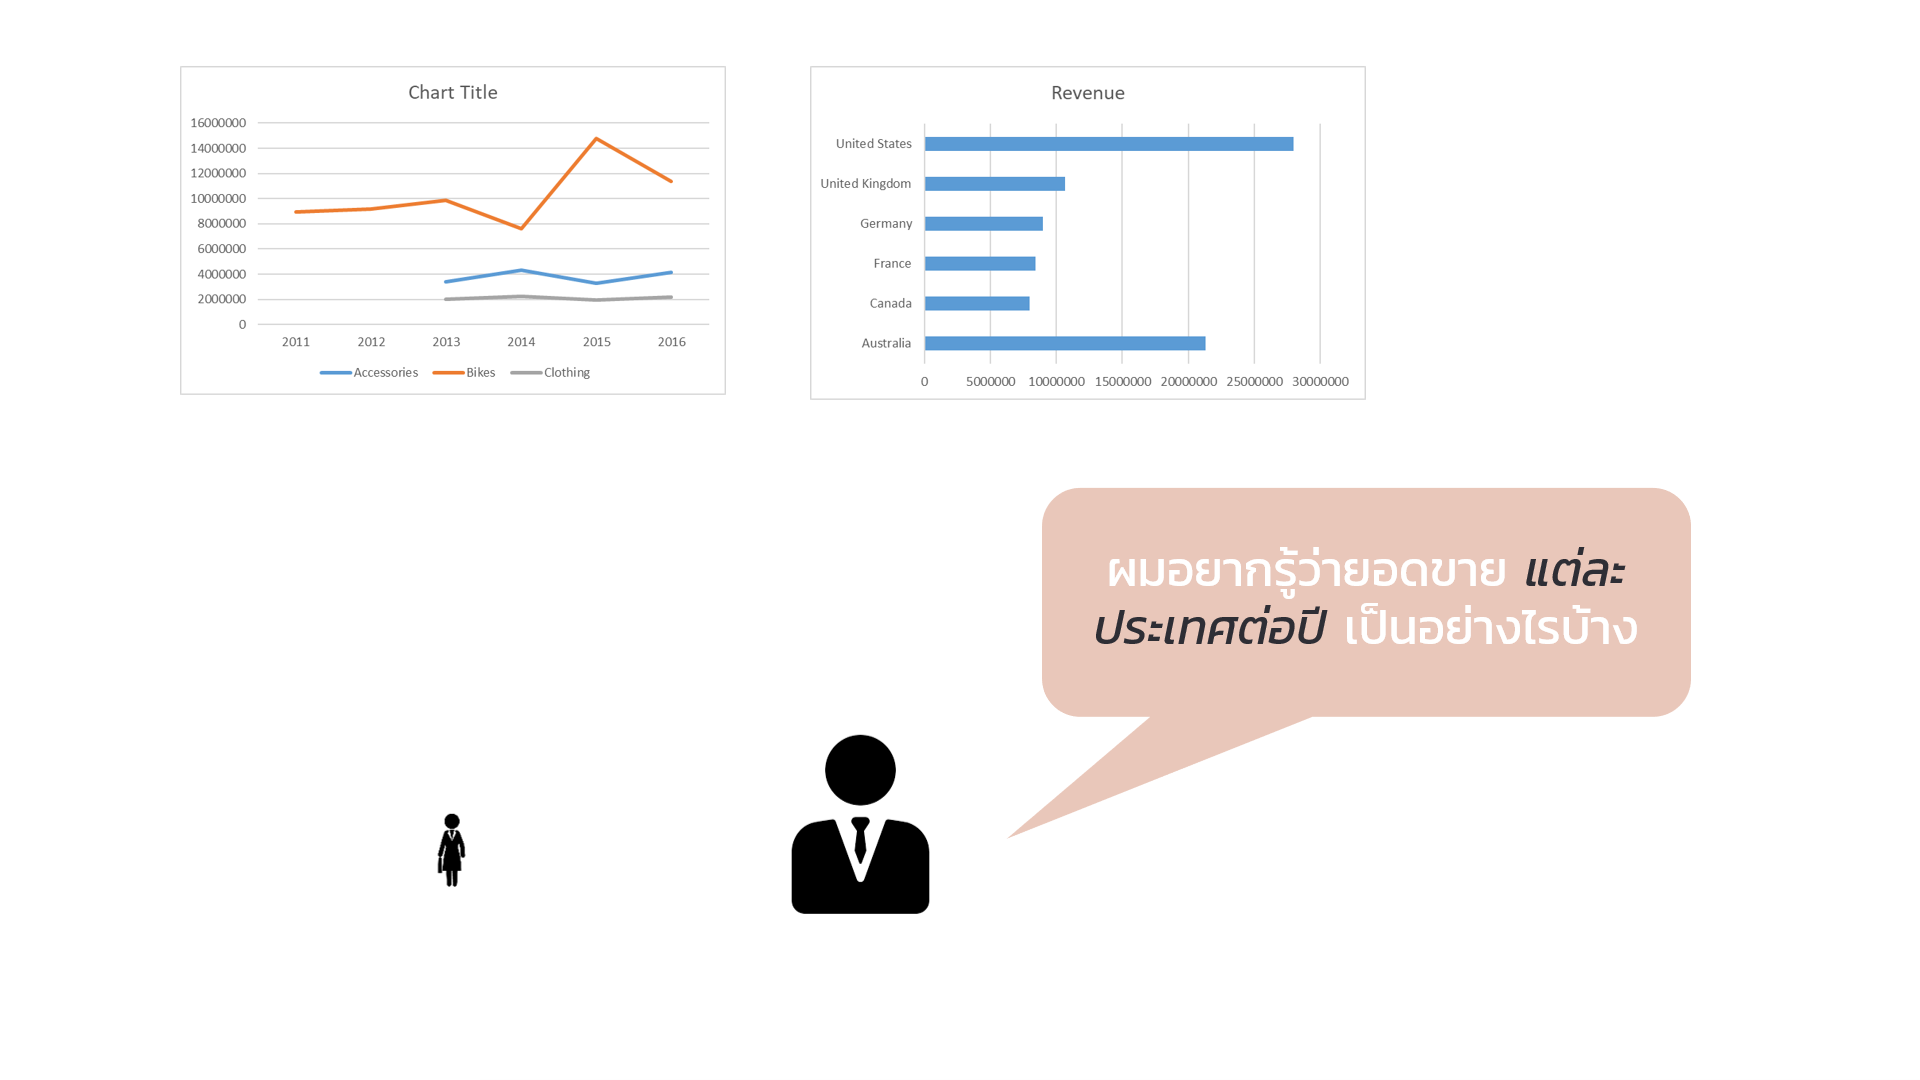 Chart Title
16000000
14000000
12000000
10000000
8000000
6000000
4000000
2000000
0
2011 2012 2013 2014 2015 2016
Accessories Bikes Clothing
Revenue
United States
United Kingdom
Germany
France
Canada
Australia
0 5000000 10000000 15000000 20000000 25000000 30000000
ผมอยากรู้ว่ายอดขาย แต่ละ
ประเทศต่อปี เป็นอย่างไรบ้าง